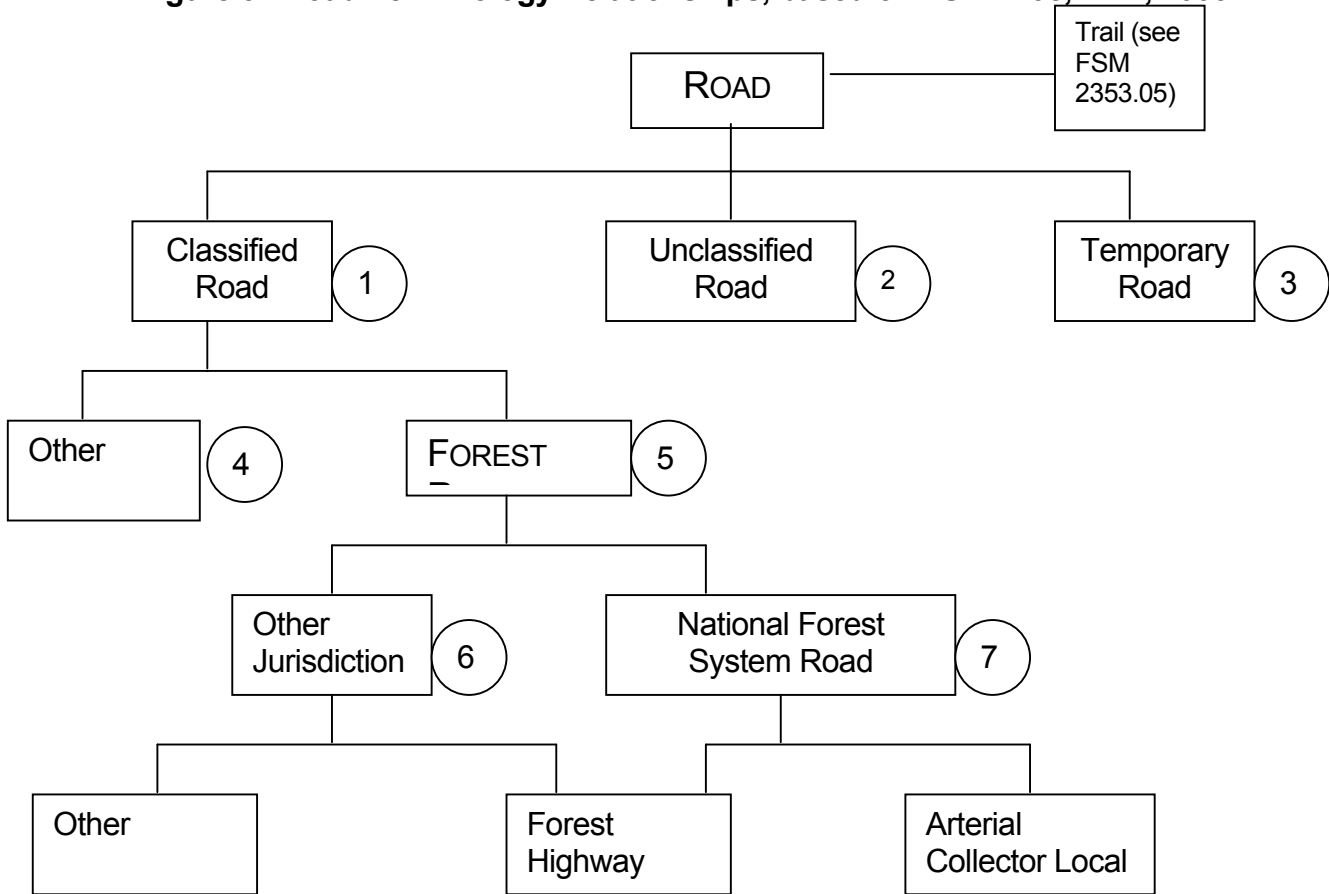 Trail (see
FSM
2353.05)
ROAD
Classified
Road
1
Unclassified
Road
2
Temporary
Road
3
Other
4
FOREST
5
Other
Jurisdiction
6
National Forest
System Road
7
Other
Forest
Highway
Arterial
Collector Local